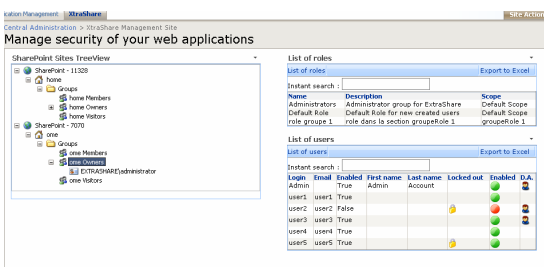 cation Management XtraShare Site Action
Central Administration > XtraShare Management Site
Manage security of your web applications
SharePoint Sites TreeView
SharePoint - 11328
home
Groups
home Members
home Owners
home Visitors
SharePoint - 7070
ome
Groups
ome Members
ome Owners
EXTRASHARE\administrator
ome Visitors
List of roles
List of roles Export to Excel
Instant search :
Name Description Scope
Administrators Administrator group for ExtraShare Default Scope
Default Role Default Role for new created users Default Scope
role groupe 1 role dans la section groupeRole 1 groupeRole 1
List of users
List of users Export to Excel
Instant search :
Login Email Enabled First name Last name Locked out Enabled D.A.
Admin True Admin Account
user1 user1 True
user2 user2 False
user3 user3 True
user4 user4 True
user5 user5 True